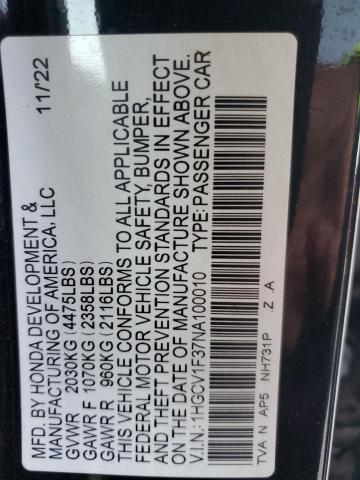 MFD. BY HONDA DEVELOPMENT & 11/22
MANUFACTURING OF AMERICA, LLC
GVWR 2030KG (4475LBS)
GAWR F 1070KG (2358LBS)
GAWR R 960KG (2116LBS)
THIS VEHICLE CONFORMS TO ALL APPLICABLE
FEDERAL MOTOR VEHICLE SAFETY, BUMPER,
AND THEFT PREVENTION STANDARDS IN EFFECT
ON THE DATE OF MANUFACTURE SHOWN ABOVE.
V.I.N.: 1HGCV1F37NA100010 TYPE: PASSENGER CAR
TVA N AP5 NH731P .Z .A